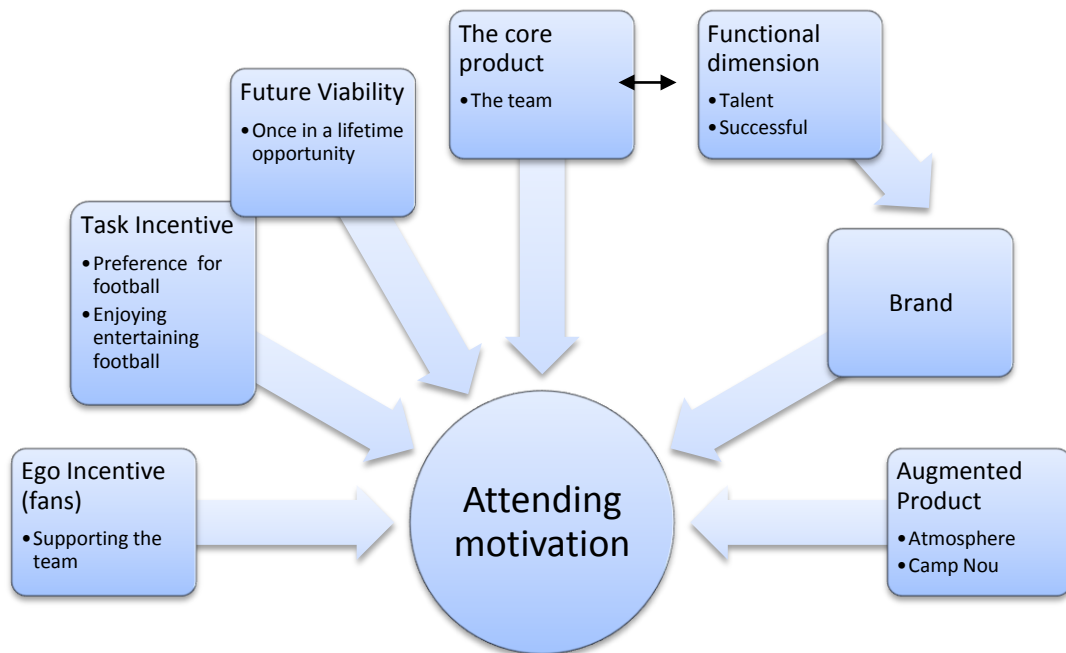 The core
product
•The team
Functional
dimension
•Talent
•Successful
Future Viability
•Once in a lifetime
opportunity
Task Incentive
•Preference for
football
•Enjoying
entertaining
football
Brand
Ego Incentive
(fans)
•Supporting the
team
Attending
motivation
Augmented
Product
•Atmosphere
•Camp Nou